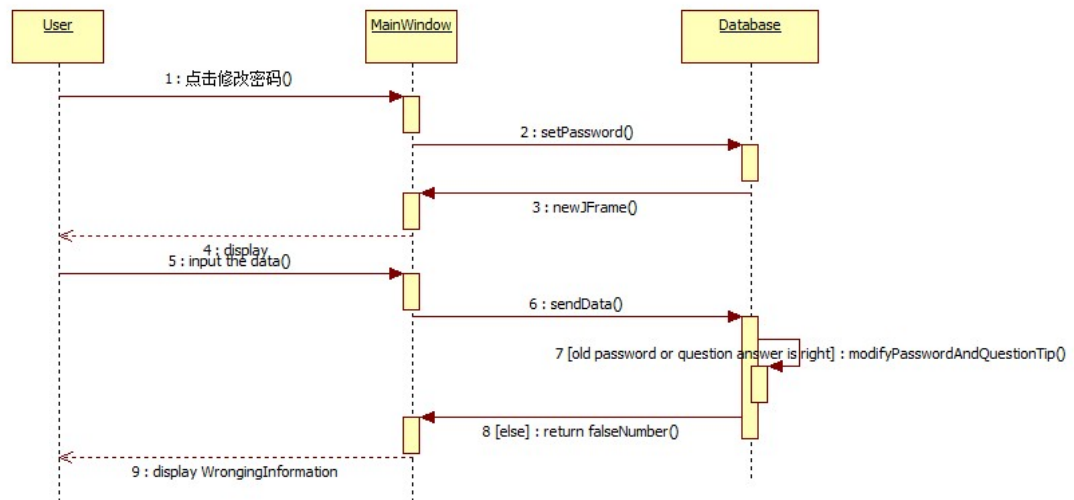 User
MainWindow
Database
1 : 点击修改密码()
2 : setPassword()
3 : newJFrame()
4 : display
5 : input the data()
6 : sendData()
7 [old password or question answer is right] : modifyPasswordAndQuestionTip()
8 [else] : return falseNumber()
9 : display WrongingInformation